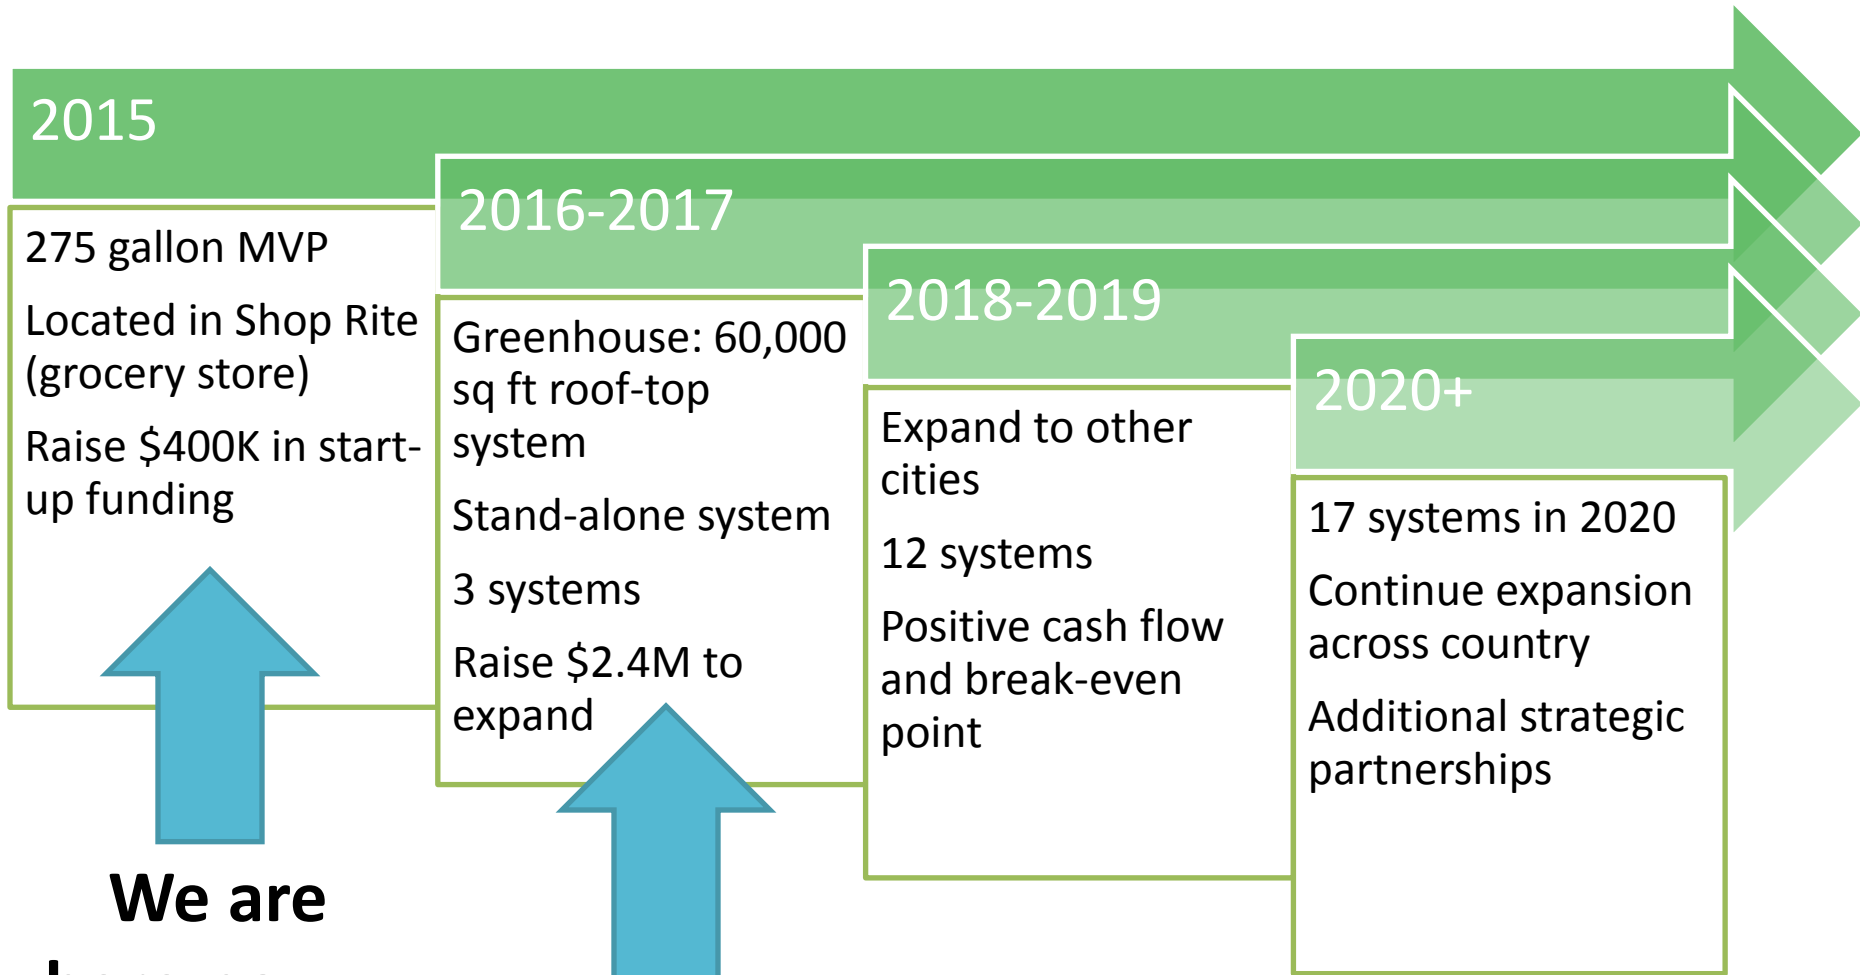 2015
275 gallon MVP
Located in Shop Rite
(grocery store)
Raise $400K in start-
up funding
2016-2017
Greenhouse: 60,000
sq ft roof-top
system
Stand-alone system
3 systems
Raise $2.4M to
expand
2018-2019
Expand to other
cities
12 systems
Positive cash flow
and break-even
point
2020+
17 systems in 2020
Continue expansion
across country
Additional strategic
partnerships
We are